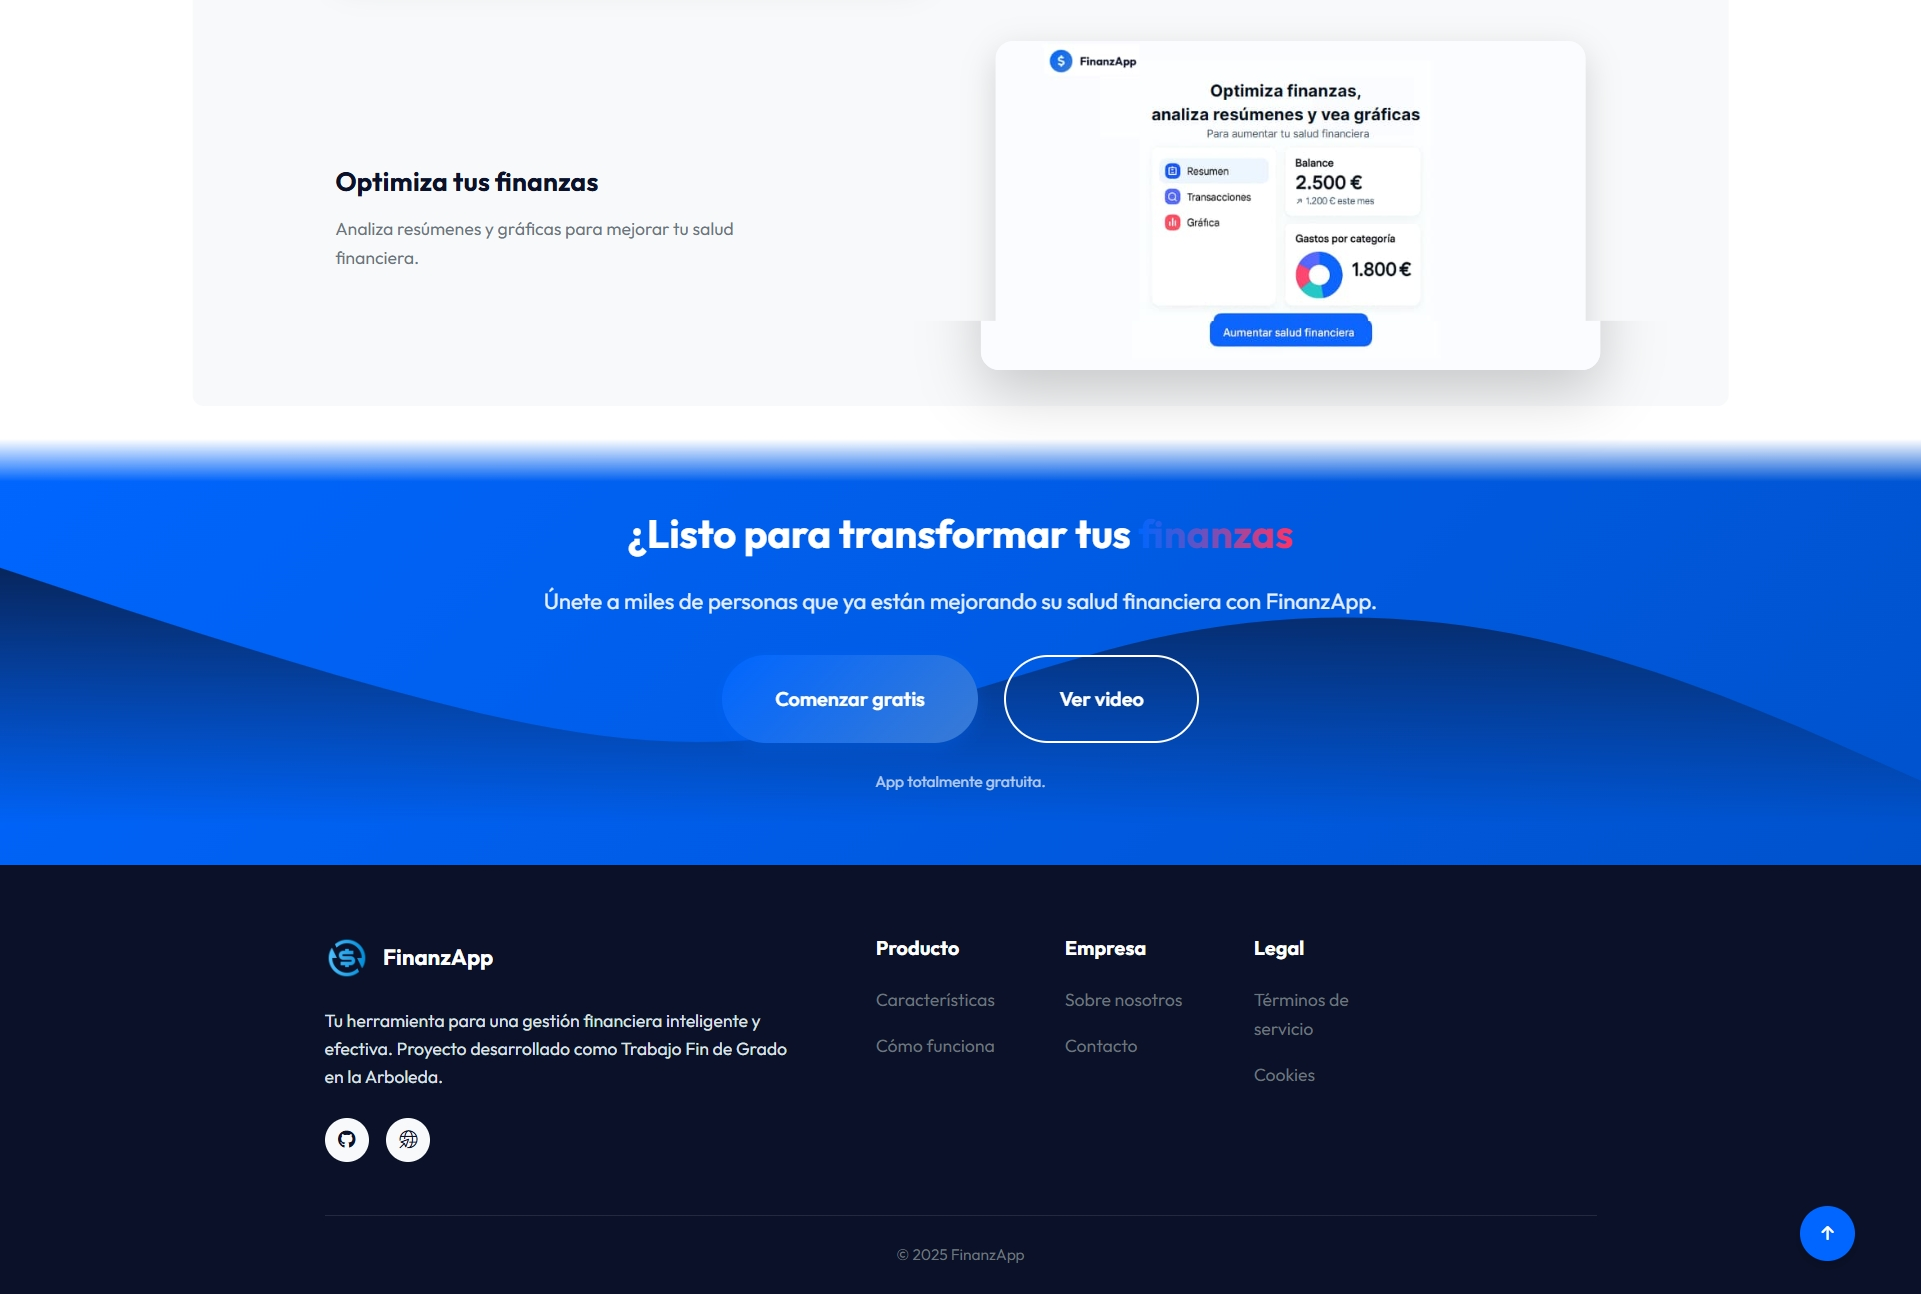 FinanzApp
Optimiza finanzas,
analiza resúmenes y vea gráficas
Para aumentar tu salud financiera
Resumen
Transacciones
Gráfica
Balance
2.500 €
↗ 1.200 € este mes
Gastos por categoría
1.800 €
Aumentar salud financiera
Optimiza tus finanzas
Analiza resúmenes y gráficas para mejorar tu salud
financiera.
¿Listo para transformar tus finanzas
Únete a miles de personas que ya están mejorando su salud financiera con FinanzApp.
Comenzar gratis
Ver video
App totalmente gratuita.
FinanzApp
Tu herramienta para una gestión financiera inteligente y
efectiva. Proyecto desarrollado como Trabajo Fin de Grado
en la Arboleda.
Producto
Características
Cómo funciona
Empresa
Sobre nosotros
Contacto
Legal
Términos de
servicio
Cookies
© 2025 FinanzApp